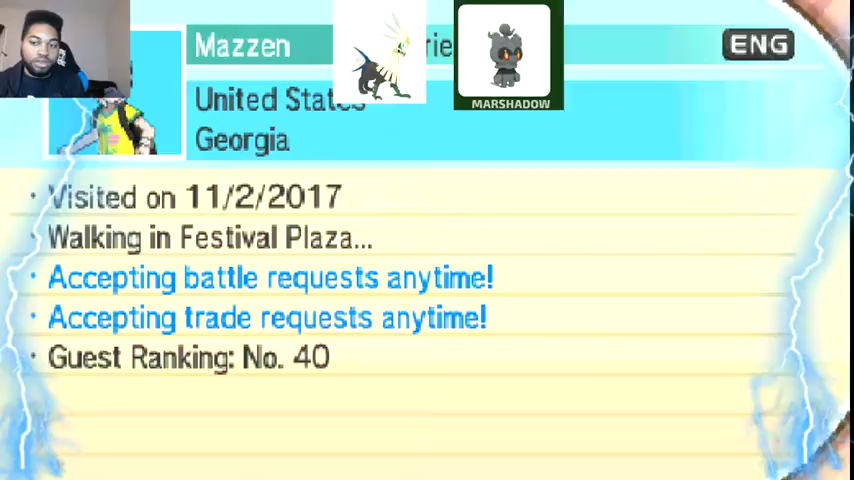 Mazzen
ENG
MARSHADOW
United States
Georgia
· Visited on 11/2/2017
· Walking in Festival Plaza...
· Accepting battle requests anytime!
· Accepting trade requests anytime!
· Guest Ranking: No. 40